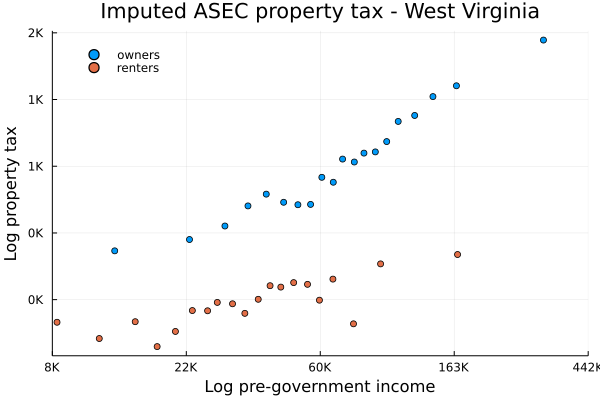 Imputed ASEC property tax - West Virginia
2K
owners
renters
1K
1K
0K
0K
Log property tax
8K 22K 60K 163K 442K
Log pre-government income